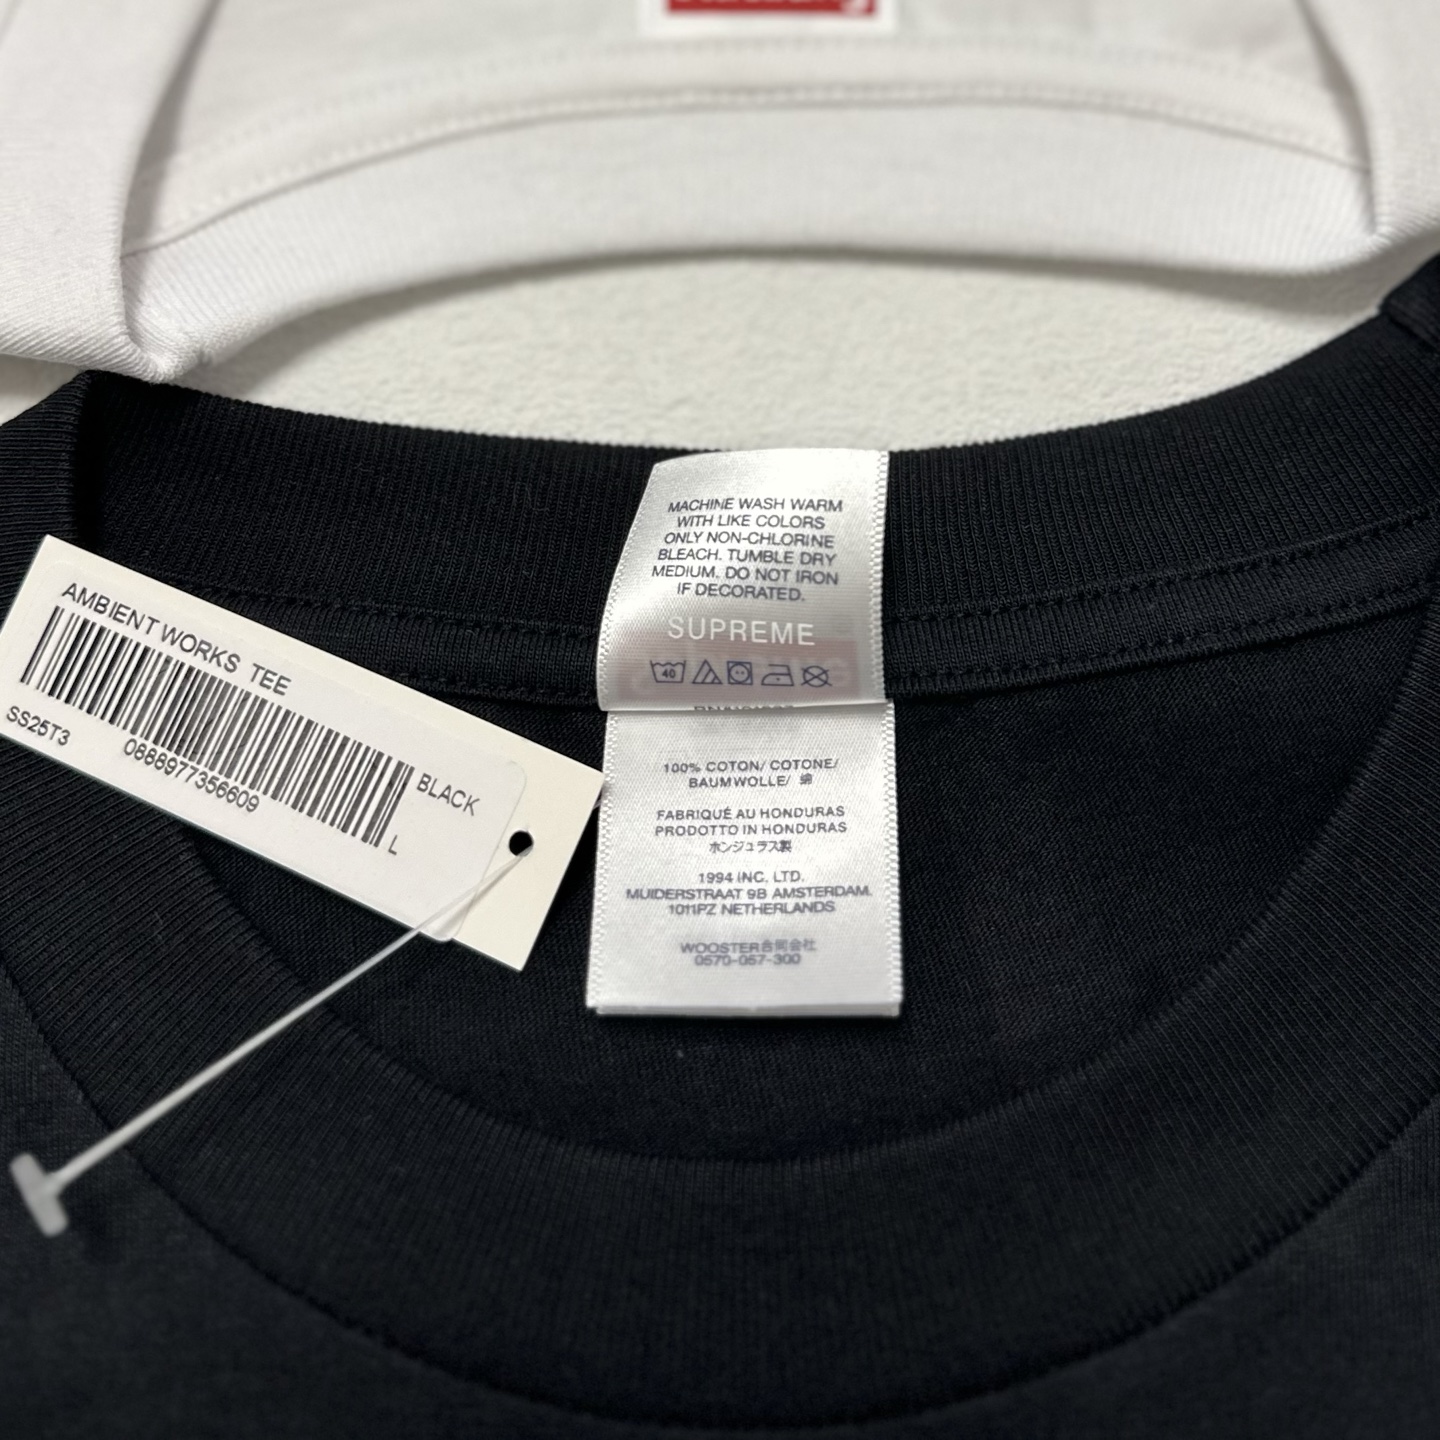 MACHINE WASH WARM
WITH LIKE COLORS
ONLY NON-CHLORINE
BLEACH. TUMBLE DRY
MEDIUM. DO NOT IRON
IF DECORATED.
SUPREME
40
100% COTON/ COTONE/
BAUMWOLLE/ 綿
FABRIQUÉ AU HONDURAS
PRODOTTO IN HONDURAS
ホンジュラス製
1994 INC. LTD.
MUIDERSTRAAT 9B AMSTERDAM.
1011PZ NETHERLANDS
WOOSTER合同会社
0570-057-300
AMBIENT WORKS TEE
BLACK
SS25T3
0888977356609
L